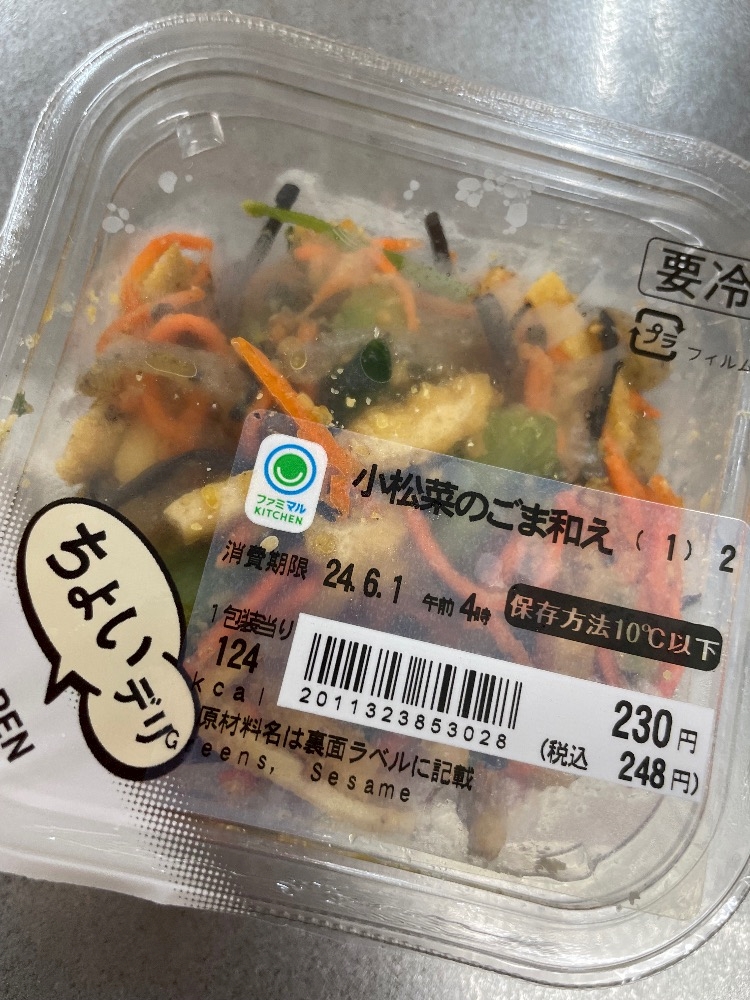 要冷
プラ
フィルム
ファミマル
KITCHEN
小松菜のごま和え (1) 2
消費期限 24.6.1 午前4時
保存方法10℃以下
1包装当り
124
kcal
2011323853028
230円
(税込 248円)
原材料名は裏面ラベルに記載
eens, Sesame
ちょい
デリ
PEN